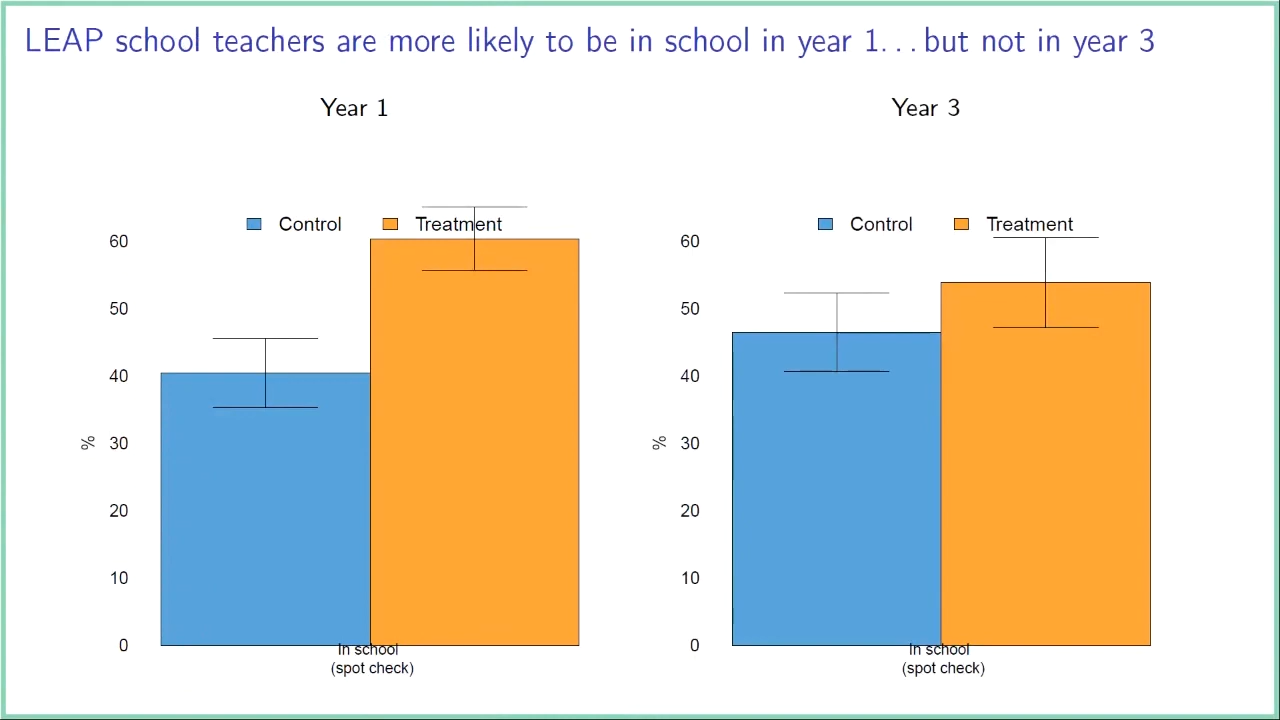 LEAP school teachers are more likely to be in school in year 1...but not in year 3
Year 1
Control
Treatment
60
50
40
30
20
10
0
%
In school
(spot check)
Year 3
Control
Treatment
60
50
40
30
20
10
0
%
In school
(spot check)